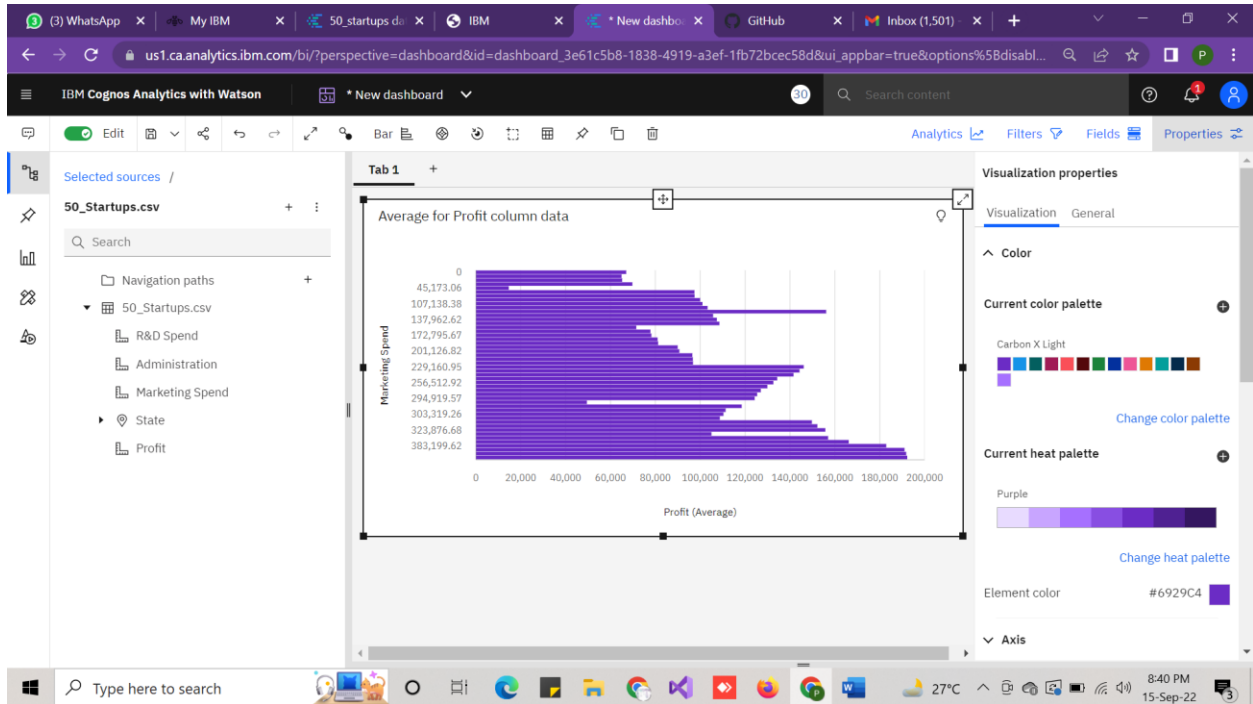 (3) WhatsApp
My IBM
50_startups da
IBM
* New dashbo
GitHub
Inbox (1,501) -
us1.ca.analytics.ibm.com/bi/?perspective=dashboard&id=dashboard_3e61c5b8-1838-4919-a3ef-1fb72bcec58d&ui_appbar=true&options%5Bdisabl...
P
IBM Cognos Analytics with Watson
* New dashboard
30
Search content
1
Edit
Bar
Analytics
Filters
Fields
Properties
Selected sources /
50_Startups.csv
Search
Navigation paths
50_Startups.csv
R&D Spend
Administration
Marketing Spend
State
Profit
Tab 1
Average for Profit column data
Marketing Spend
0
45,173.06
107,138.38
137,962.62
172,795.67
201,126.82
229,160.95
256,512.92
294,919.57
303,319.26
323,876.68
383,199.62
0 20,000 40,000 60,000 80,000 100,000 120,000 140,000 160,000 180,000 200,000
Profit (Average)
Visualization properties
Visualization General
Color
Current color palette
Carbon X Light
Change color palette
Current heat palette
Purple
Change heat palette
Element color #6929C4
Axis
Type here to search
27°C
8:40 PM
15-Sep-22
3